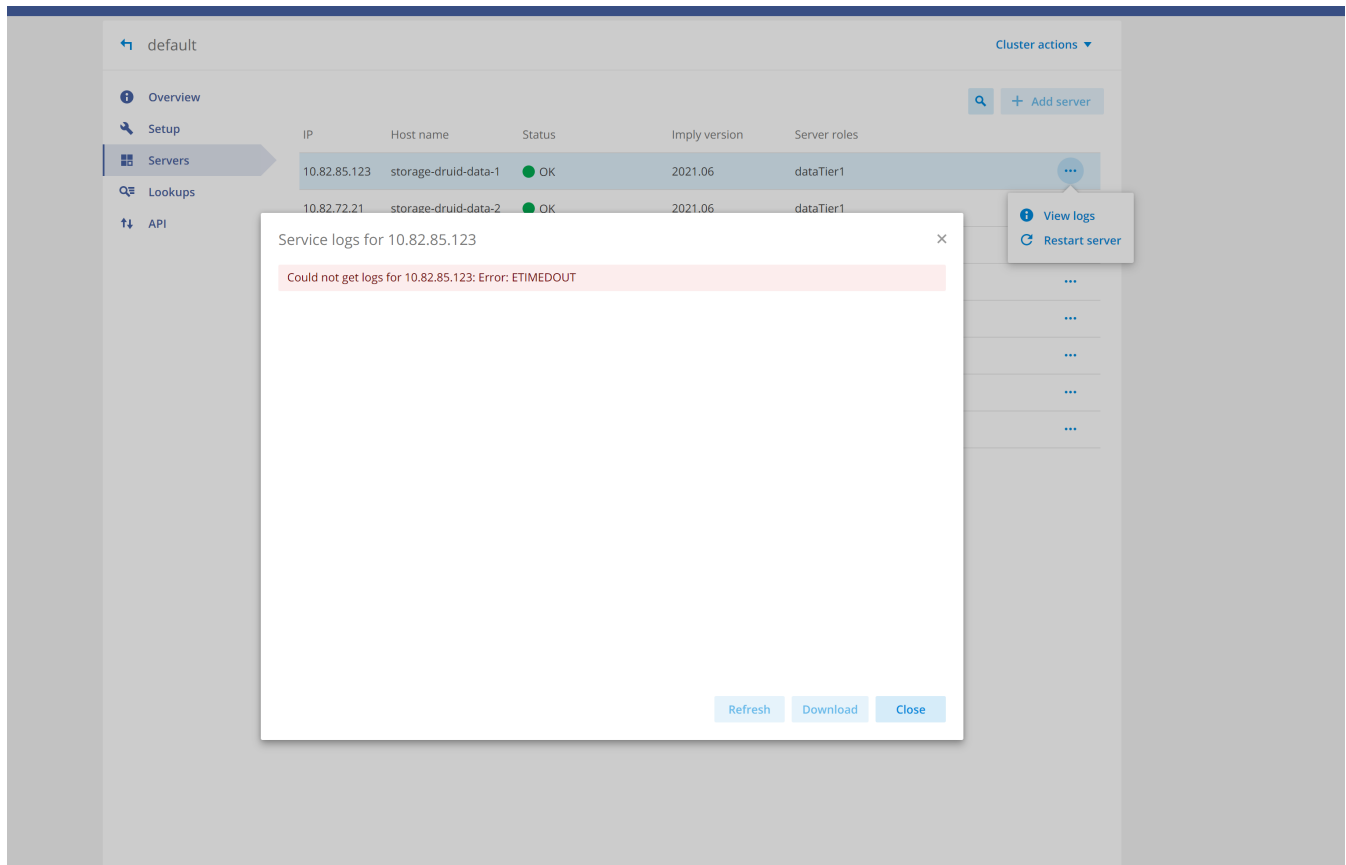 default
Cluster actions
Overview
Setup
Servers
Lookups
API
+ Add server
IP Host name Status Imply version Server roles
10.82.85.123 storage-druid-data-1 OK 2021.06 dataTier1
10.82.72.21 storage-druid-data-2 OK 2021.06 dataTier1
View logs
Restart server
Service logs for 10.82.85.123
Could not get logs for 10.82.85.123: Error: ETIMEDOUT
Refresh Download Close